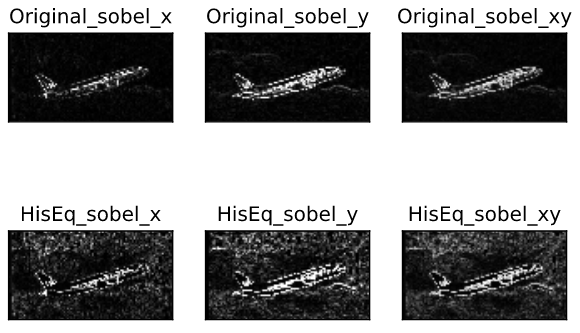 Original_sobel_x
Original_sobel_y
Original_sobel_xy
HisEq_sobel_x
HisEq_sobel_y
HisEq_sobel_xy